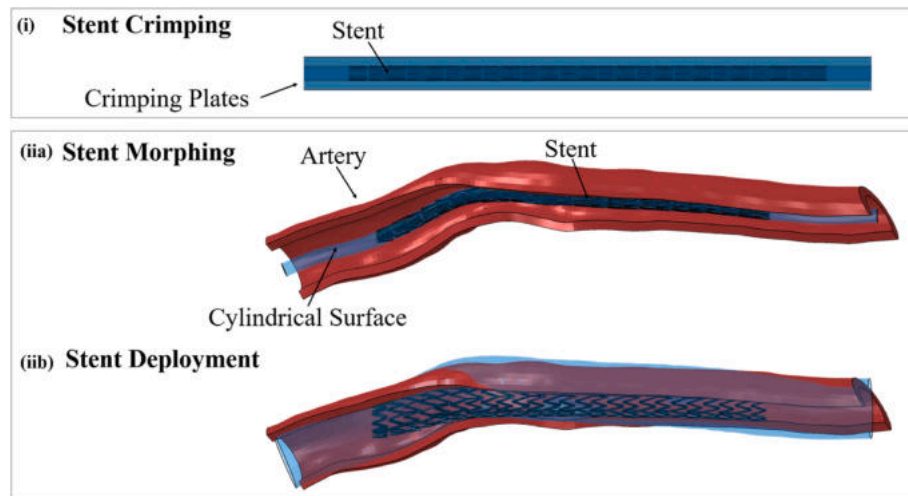 (i) Stent Crimping
Stent
Crimping Plates
(iia) Stent Morphing
Artery
Stent
Cylindrical Surface
(iib) Stent Deployment